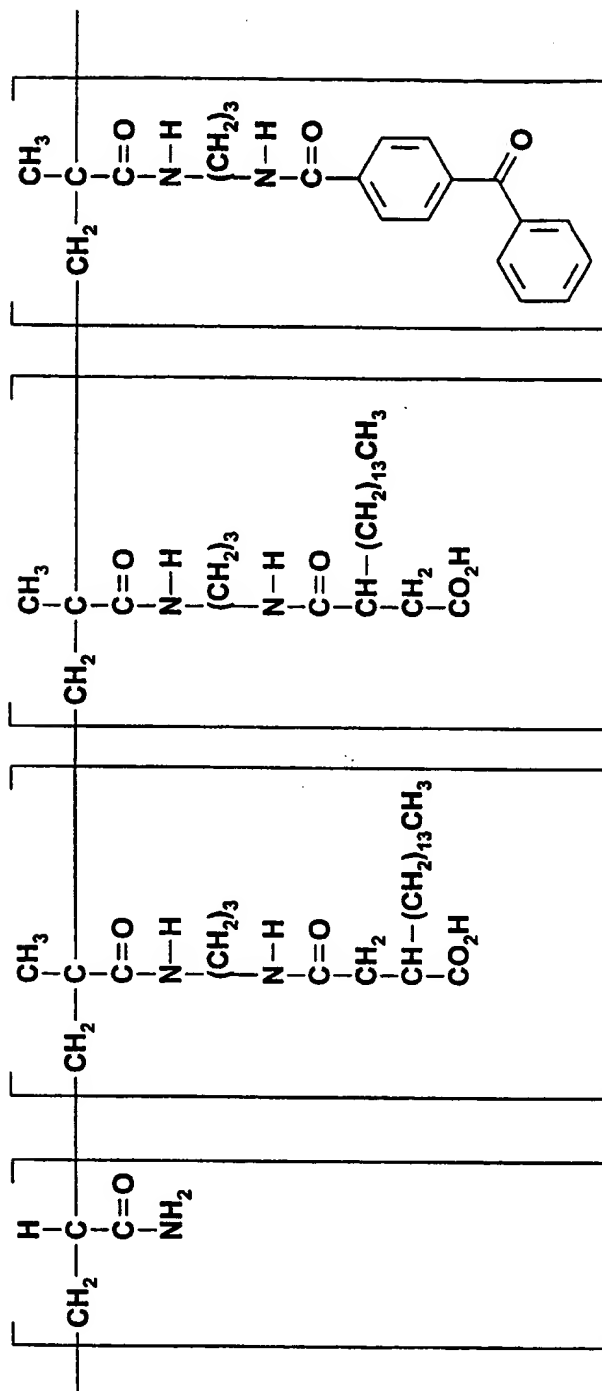 H
CH₂
C
C=O
NH₂
CH₃
CH₂
C
C=O
N–H
(CH₂)₃
N–H
C=O
CH₂
CH–(CH₂)₁₃CH₃
CO₂H
CH₃
CH₂
C
C=O
N–H
(CH₂)₃
N–H
C=O
CH–(CH₂)₁₃CH₃
CH₂
CO₂H
CH₃
CH₂
C
C=O
N–H
(CH₂)₃
N–H
C=O
O